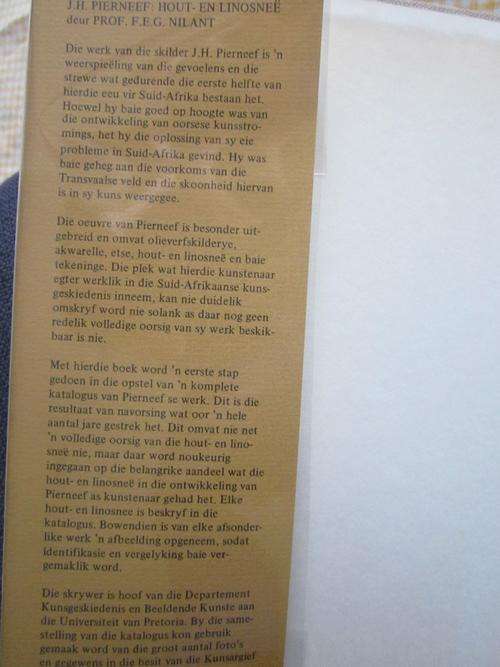 J.H. PIERNEEF: HOUT- EN LINOSNEË
deur PROF. F.E.G. NILANT
Die werk van die skilder J.H. Pierneef is 'n
weerspieëling van die gevoelens en die
strewe wat gedurende die eerste helfte van
hierdie eeu vir Suid-Afrika bestaan het.
Hoewel hy baie goed op hoogte was van
die ontwikkeling van oorsese kunsstro-
mings, het hy die oplossing van sy eie
probleme in Suid-Afrika gevind. Hy was
baie geheg aan die voorkoms van die
Transvaalse veld en die skoonheid hiervan
is in sy kuns weergegee.
Die oeuvre van Pierneef is besonder uit-
gebreid en omvat olieverfskilderye,
akwarelle, etse, hout- en linosneë en baie
tekeninge. Die plek wat hierdie kunstenaar
egter werklik in die Suid-Afrikaanse kuns-
geskiedenis inneem, kan nie duidelik
omskryf word nie solank as daar nog geen
redelik volledige oorsig van sy werk beskik-
baar is nie.
Met hierdie boek word 'n eerste stap
gedoen in die opstel van 'n komplete
katalogus van Pierneef se werk. Dit is die
resultaat van navorsing wat oor 'n hele
aantal jare gestrek het. Dit omvat nie net
'n volledige oorsig van die hout- en lino-
sneë nie, maar daar word noukeurig
ingegaan op die belangrike aandeel wat die
hout- en linosneë in die ontwikkeling van
Pierneef as kunstenaar gehad het. Elke
hout- en linosnee is beskryf in die
katalogus. Bowendien is van elke afsonder-
like werk 'n afbeelding opgeneem, sodat
identifikasie en vergelyking baie ver-
gemaklik word.
Die skrywer is hoof van die Departement
Kunsgeskiedenis en Beeldende Kunste aan
die Universiteit van Pretoria. By die same-
stelling van die katalogus kon gebruik
gemaak word van die groot aantal foto's
en gegewens in die besit van die Kunsargief